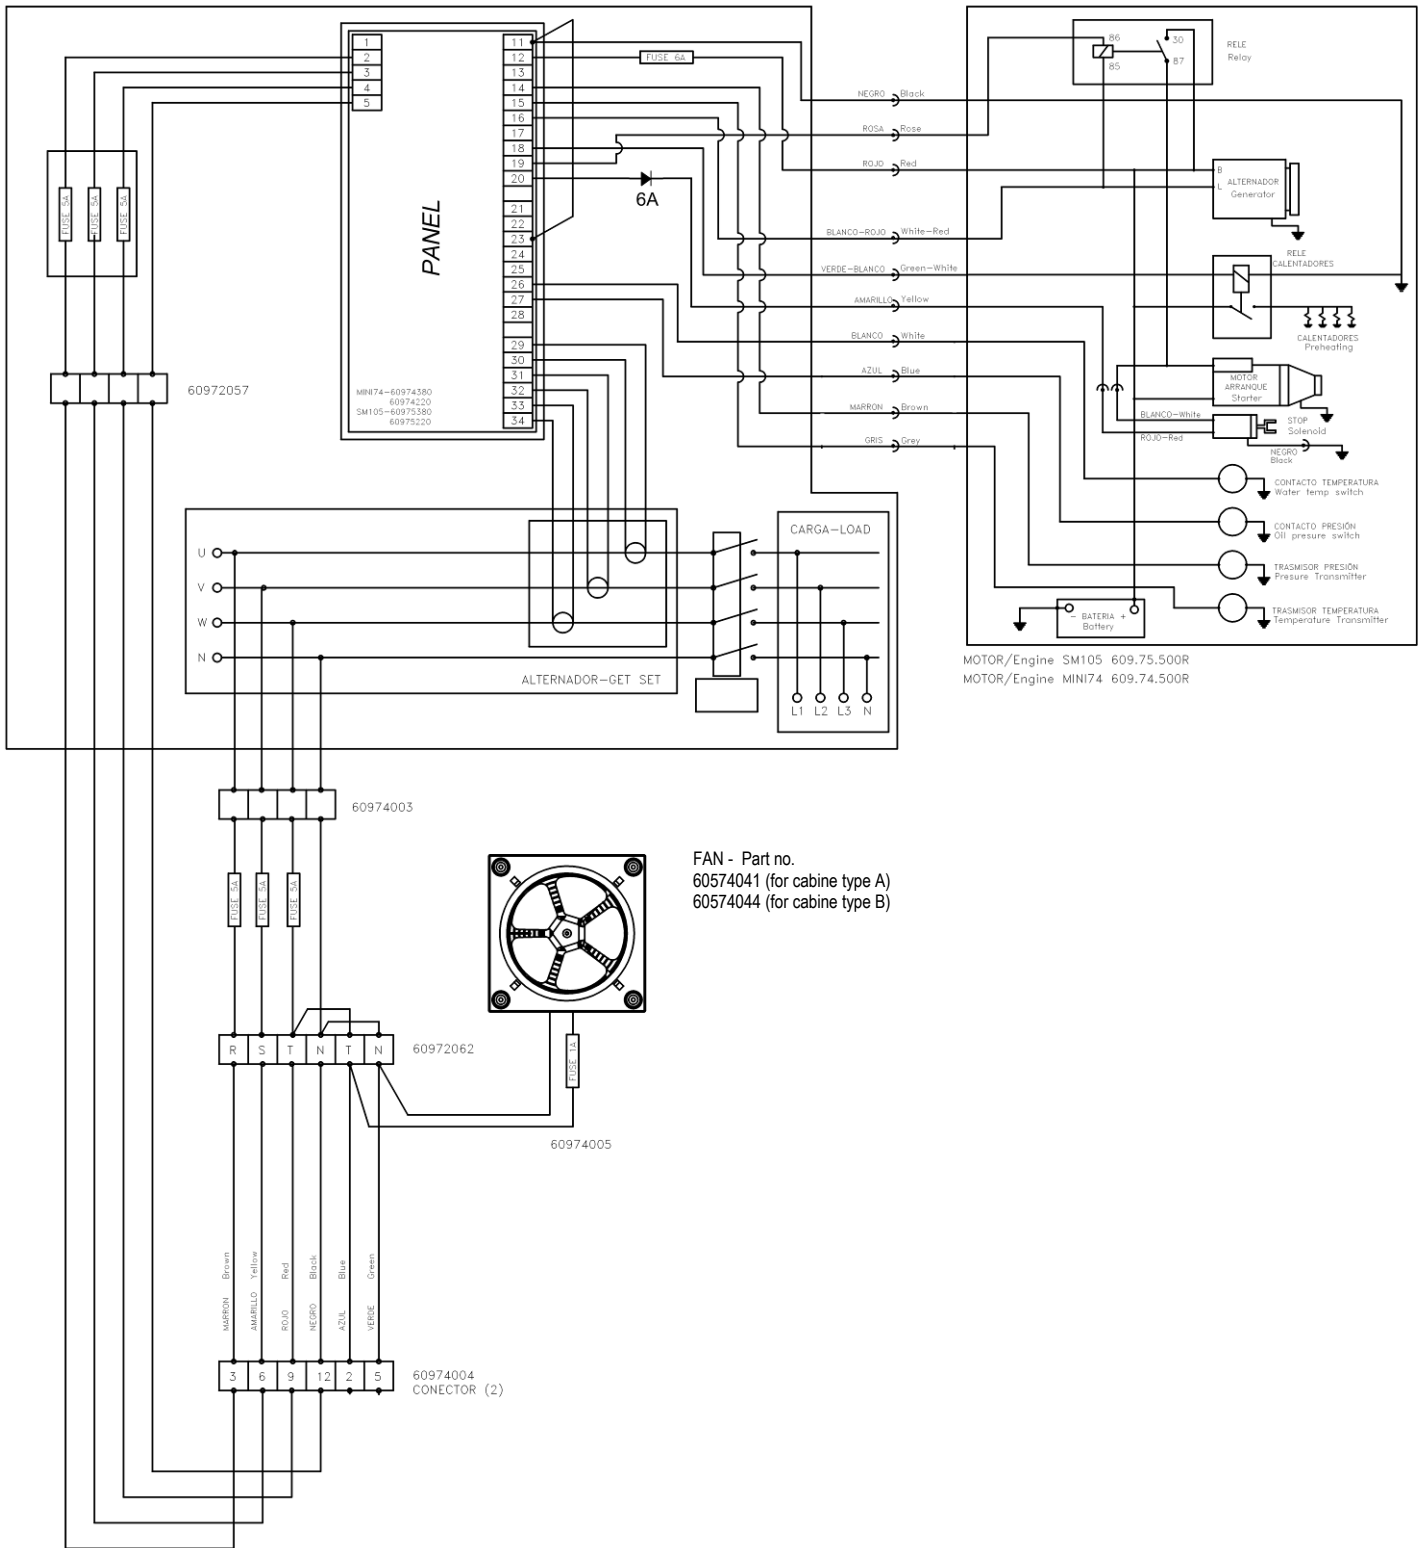 1
2
3
4
5
PANEL
MINI74-60974380
60974220
SM105-60975380
60975220
11
12
13
14
15
16
17
18
19
20
21
22
23
24
25
26
27
28
29
30
31
32
33
34
FUSE 6A
6A
NEGRO Black
ROSA Rose
ROJO Red
BLANCO-ROJO White-Red
VERDE-BLANCO Green-White
AMARILLO Yellow
BLANCO White
AZUL Blue
MARRON Brown
GRIS Grey
86
85
30
87
RELE
Relay
B
L
ALTERNADOR
Generator
RELE
CALENTADORES
CALENTADORES
Preheating
MOTOR
ARRANQUE
Starter
BLANCO-White
ROJO-Red
STOP
Solenoid
NEGRO
Black
CONTACTO TEMPERATURA
Water temp switch
CONTACTO PRESIÓN
Oil presure switch
TRASMISOR PRESIÓN
Presure Transmitter
TRASMISOR TEMPERATURA
Temperature Transmitter
- BATERIA +
Battery
MOTOR/Engine SM105 609.75.500R
MOTOR/Engine MINI74 609.74.500R
FUSE 5A
FUSE 5A
FUSE 5A
60972057
U
V
W
N
ALTERNADOR-GET SET
CARGA-LOAD
L1 L2 L3 N
60974003
FUSE 5A
FUSE 5A
FUSE 5A
FAN - Part no.
60574041 (for cabine type A)
60574044 (for cabine type B)
R S T N T N
60972062
FUSE 1A
60974005
MARRON Brown
AMARILLO Yellow
ROJO Red
NEGRO Black
AZUL Blue
VERDE Green
3 6 9 12 2 5
60974004
CONECTOR (2)